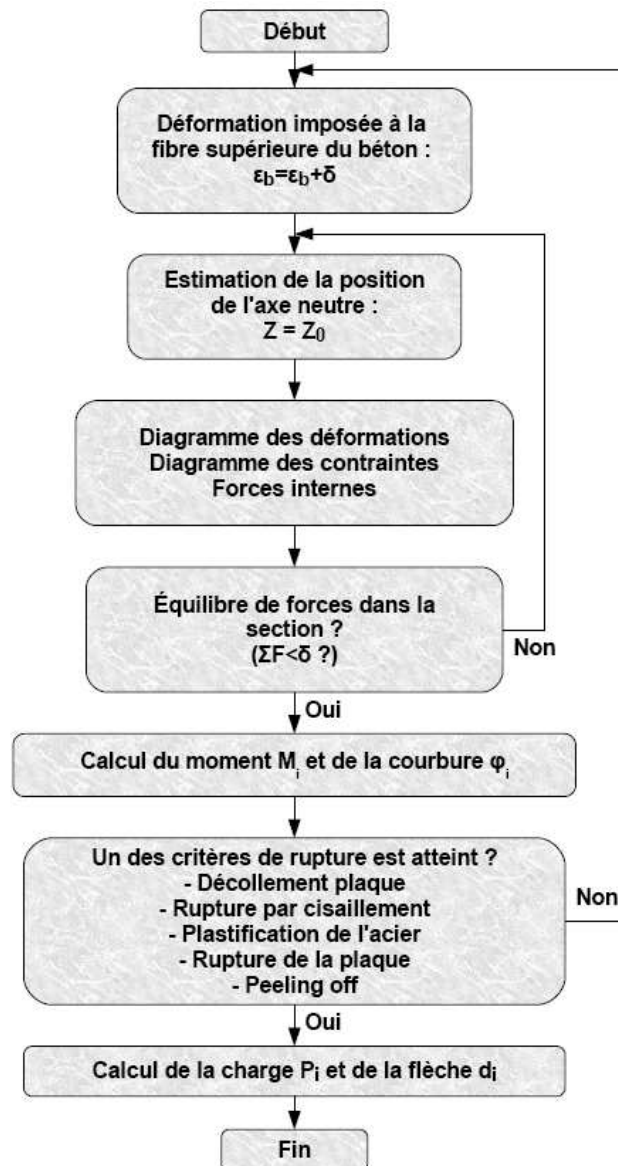 Début
Déformation imposée à la
fibre supérieure du béton :
εb=εb+δ
Estimation de la position
de l'axe neutre :
Z = Z0
Diagramme des déformations
Diagramme des contraintes
Forces internes
Équilibre de forces dans la
section ?
(ΣF<δ ?)
Non
Oui
Calcul du moment Mi et de la courbure φi
Un des critères de rupture est atteint ?
- Décollement plaque
- Rupture par cisaillement
- Plastification de l'acier
- Rupture de la plaque
- Peeling off
Non
Oui
Calcul de la charge Pi et de la flèche di
Fin